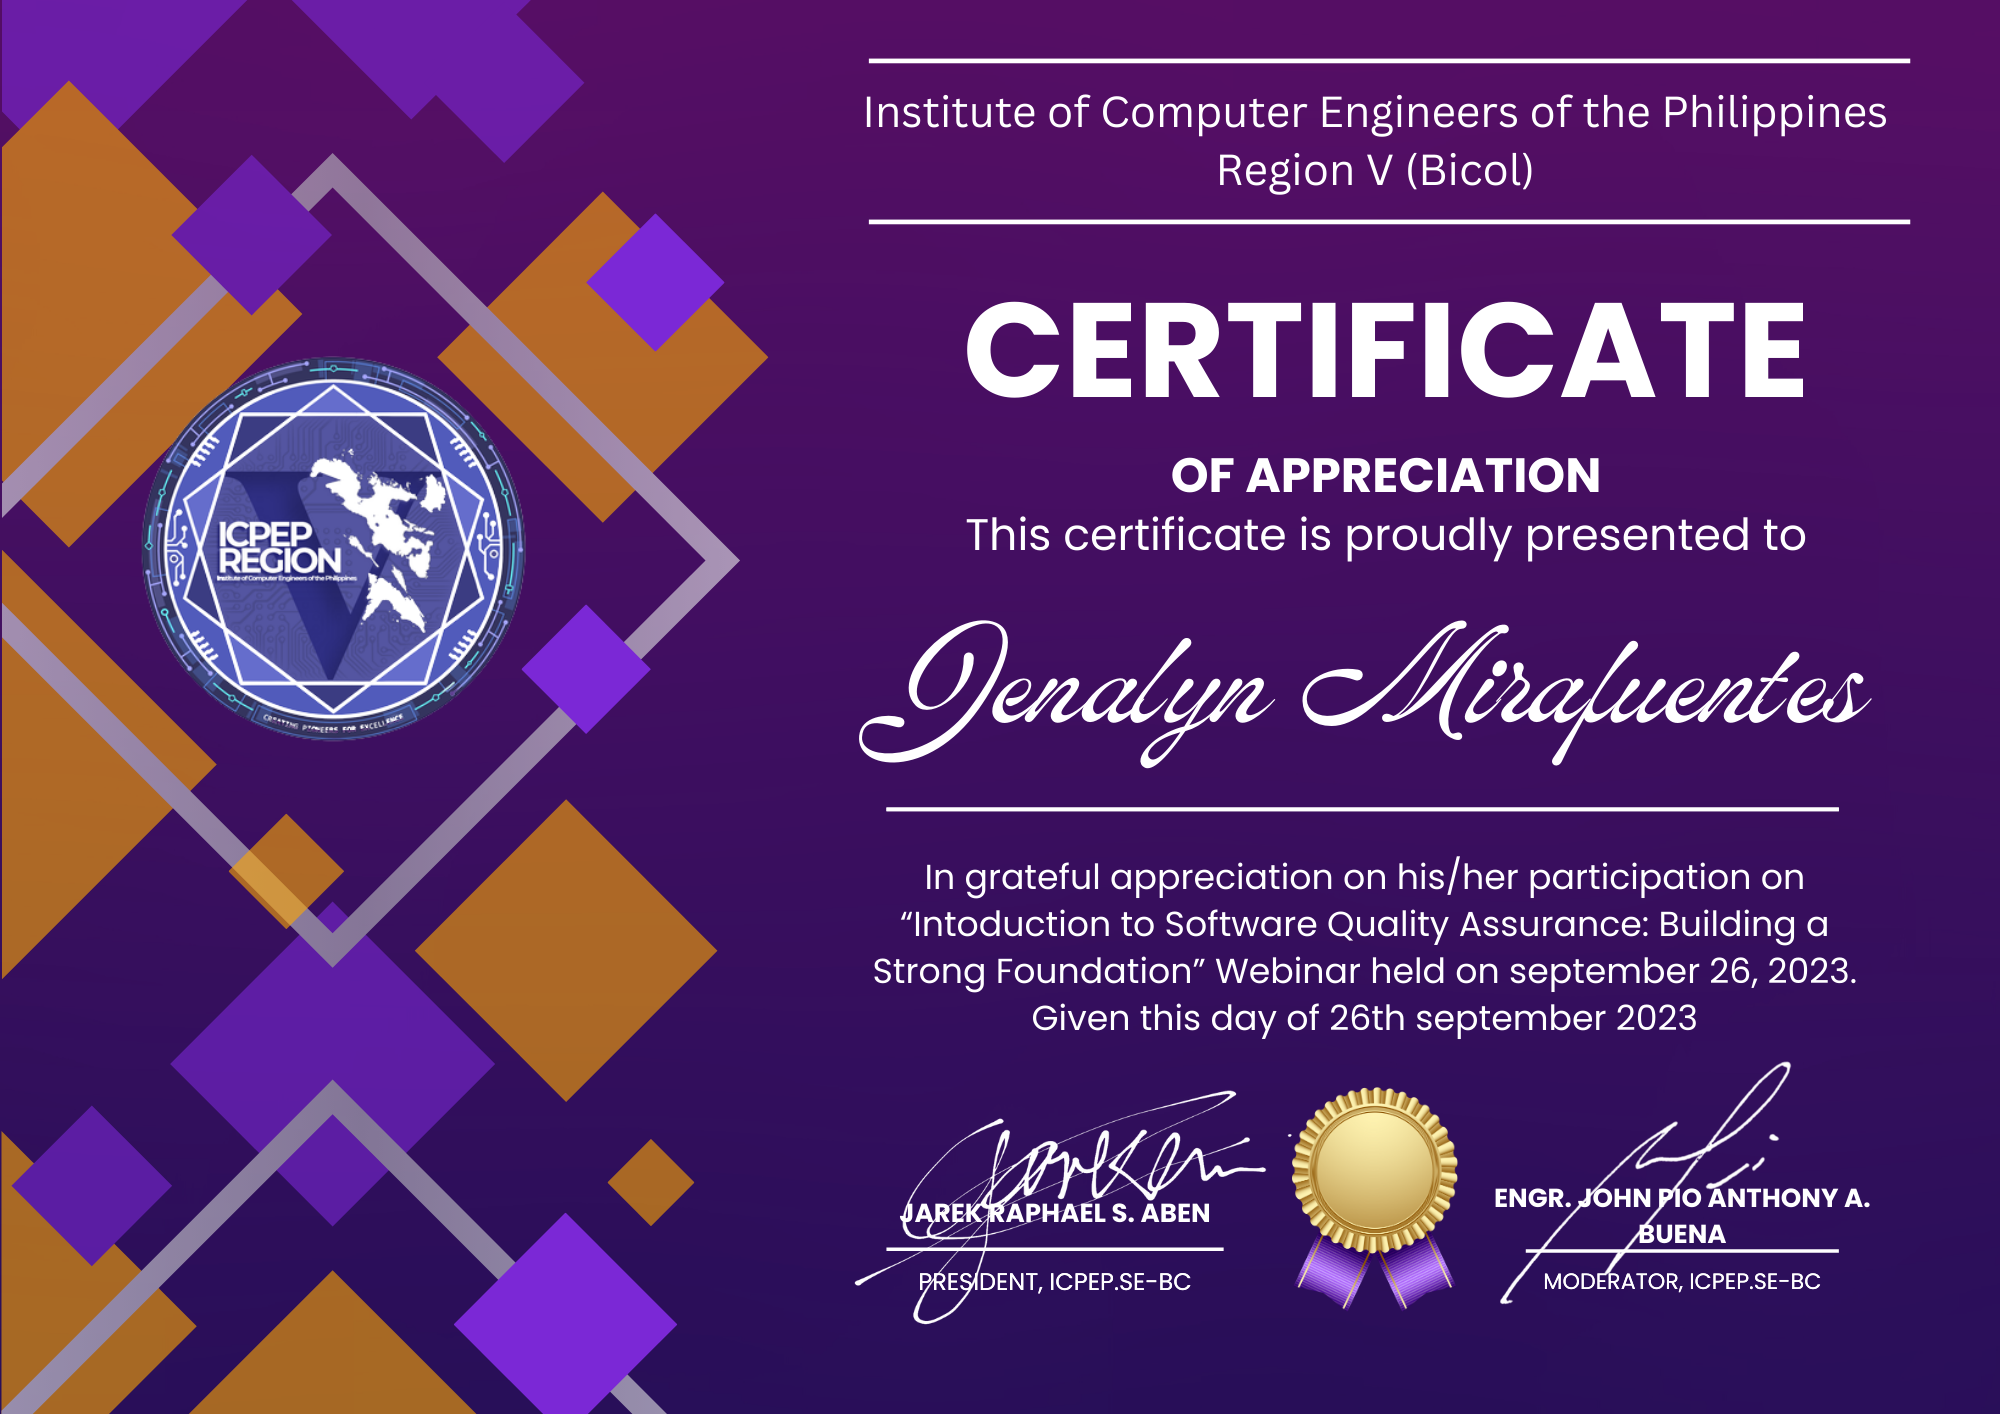 Institute of Computer Engineers of the Philippines
Region V (Bicol)
CERTIFICATE
OF APPRECIATION
This certificate is proudly presented to
Jenalyn Mirafuentes
ICPEP
REGION
Institute of Computer Engineers of the Philippines
V
CREATING PIONEERS FOR EXCELLENCE
In grateful appreciation on his/her participation on
“Intoduction to Software Quality Assurance: Building a
Strong Foundation” Webinar held on september 26, 2023.
Given this day of 26th september 2023
JAREK RAPHAEL S. ABEN
PRESIDENT, ICPEP.SE-BC
ENGR. JOHN PIO ANTHONY A.
BUENA
MODERATOR, ICPEP.SE-BC